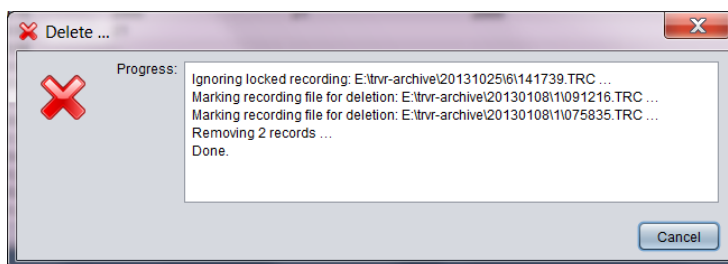 Delete ...
Progress:
Ignoring locked recording: E:\trvr-archive\20131025\6\141739.TRC ...
Marking recording file for deletion: E:\trvr-archive\20130108\1\091216.TRC ...
Marking recording file for deletion: E:\trvr-archive\20130108\1\075835.TRC ...
Removing 2 records ...
Done.
Cancel